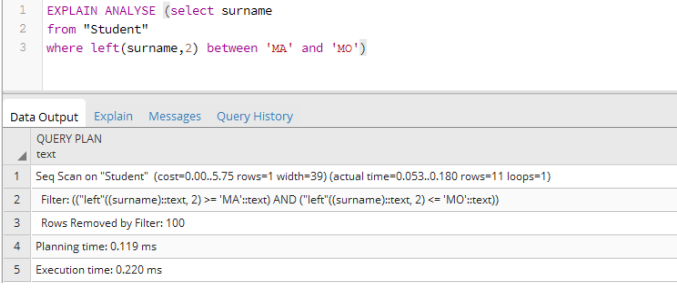 1 EXPLAIN ANALYSE (select surname
2 from "Student"
3 where left(surname,2) between 'MA' and 'MO')
Data Output Explain Messages Query History
QUERY PLAN
text
1 Seq Scan on "Student" (cost=0.00..5.75 rows=1 width=39) (actual time=0.053..0.180 rows=11 loops=1)
2 Filter: (("left"((surname)::text, 2) >= 'MA'::text) AND ("left"((surname)::text, 2) <= 'MO'::text))
3 Rows Removed by Filter: 100
4 Planning time: 0.119 ms
5 Execution time: 0.220 ms